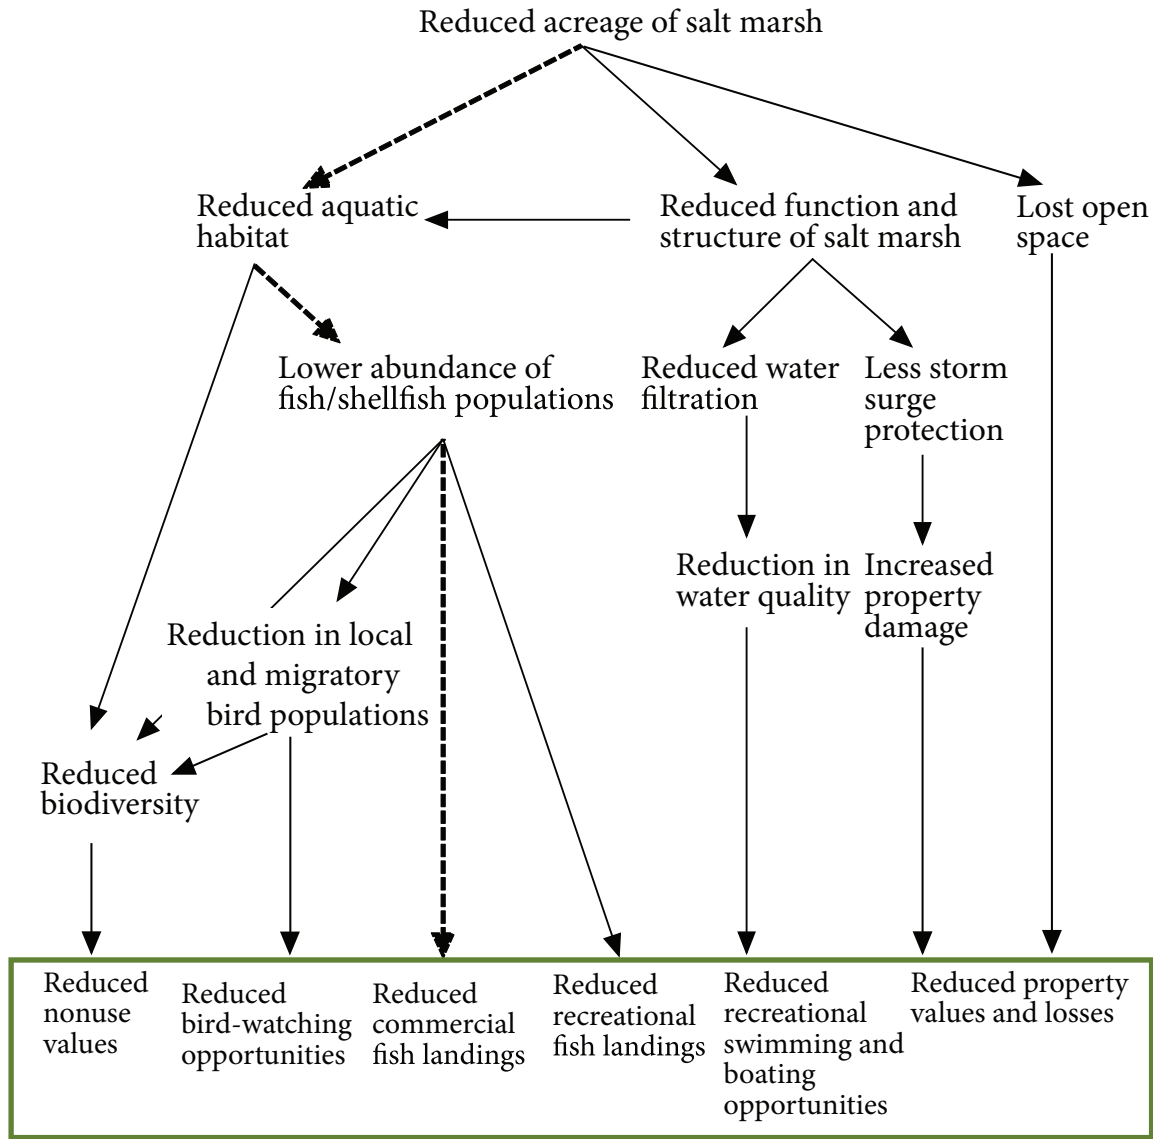 Reduced acreage of salt marsh
Reduced aquatic
habitat
Reduced function and
structure of salt marsh
Lost open
space
Lower abundance of
fish/shellfish populations
Reduced water
filtration
Less storm
surge
protection
Reduction in
water quality
Increased
property
damage
Reduction in local
and migratory
bird populations
Reduced
biodiversity
Reduced
nonuse
values
Reduced
bird-watching
opportunities
Reduced
commercial
fish landings
Reduced
recreational
fish landings
Reduced
recreational
swimming and
boating
opportunities
Reduced property
values and losses